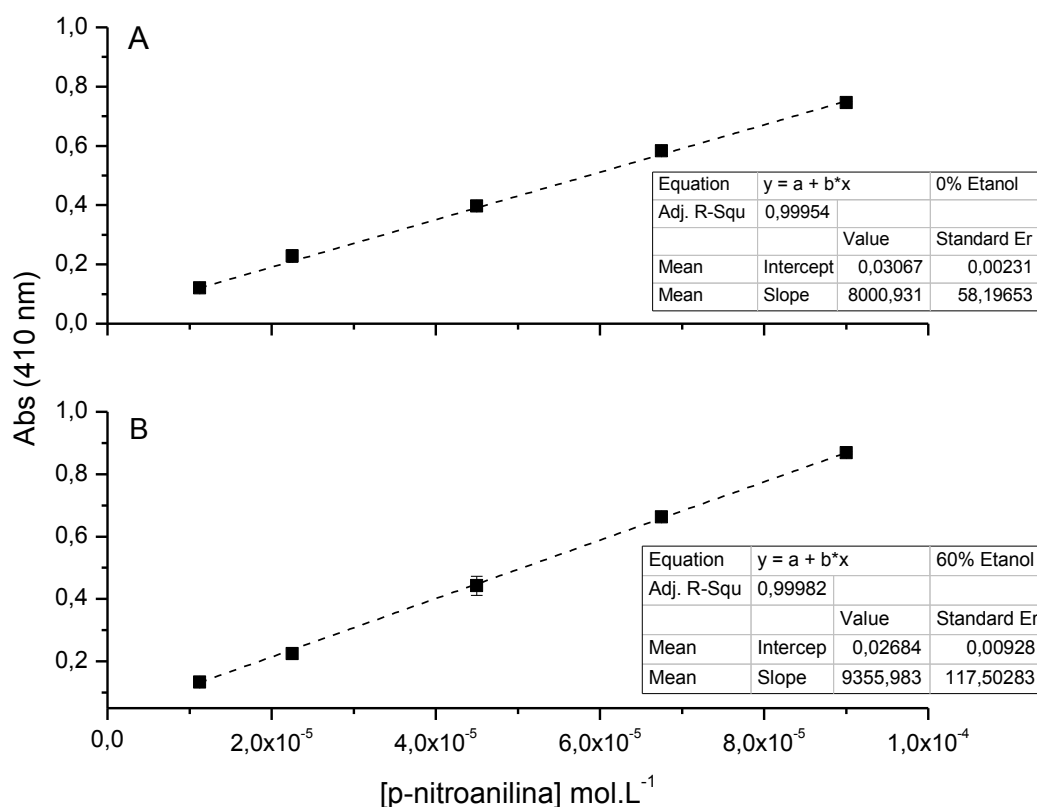 A
1,0
0,8
0,6
0,4
0,2
0,0
Equation y = a + b*x 0% Etanol
Adj. R-Squ 0,99954
Value Standard Er
Mean Intercept 0,03067 0,00231
Mean Slope 8000,931 58,19653
Abs (410 nm)
B
1,0
0,8
0,6
0,4
0,2
Equation y = a + b*x 60% Etanol
Adj. R-Squ 0,99982
Value Standard Er
Mean Intercep 0,02684 0,00928
Mean Slope 9355,983 117,50283
0,0 2,0x10⁻⁵ 4,0x10⁻⁵ 6,0x10⁻⁵ 8,0x10⁻⁵ 1,0x10⁻⁴
[p-nitroanilina] mol.L⁻¹